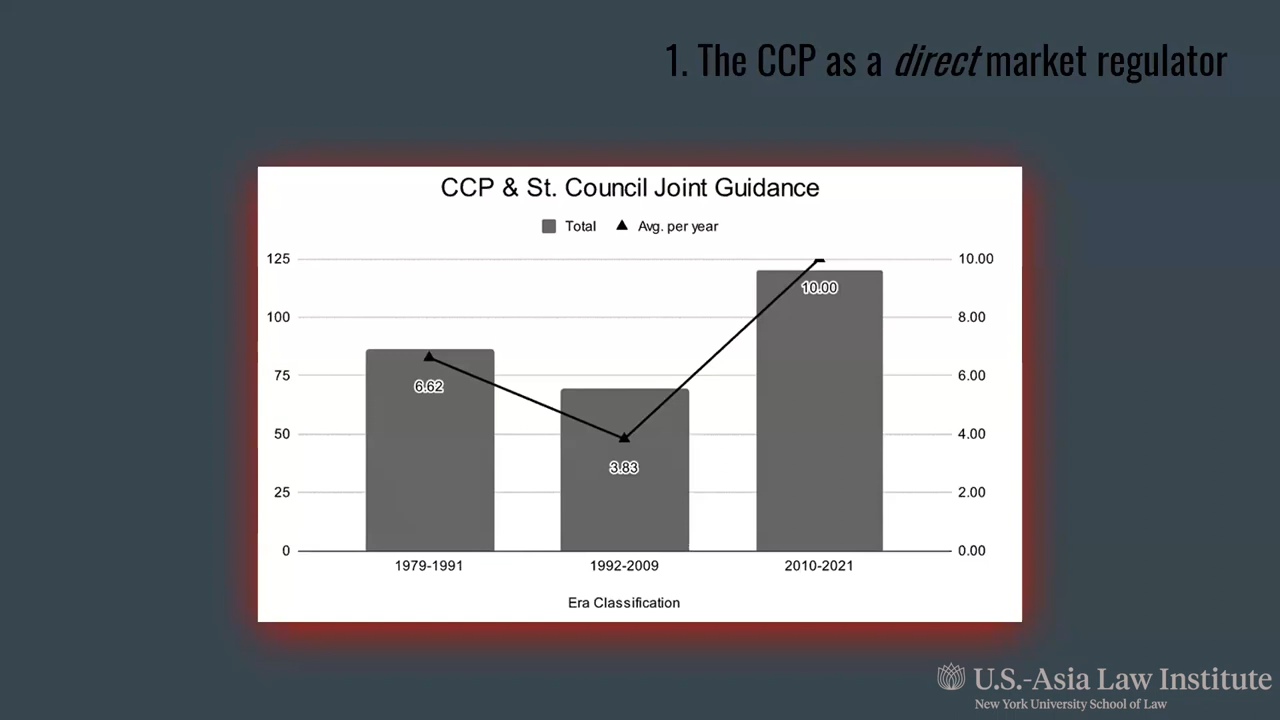 1. The CCP as a direct market regulator
CCP & St. Council Joint Guidance
Total Avg. per year
125 10.00
100 8.00
75 6.00
50 4.00
25 2.00
0 0.00
10.00
6.62
3.83
1979-1991 1992-2009 2010-2021
Era Classification
U.S.-Asia Law Institute
New York University School of Law